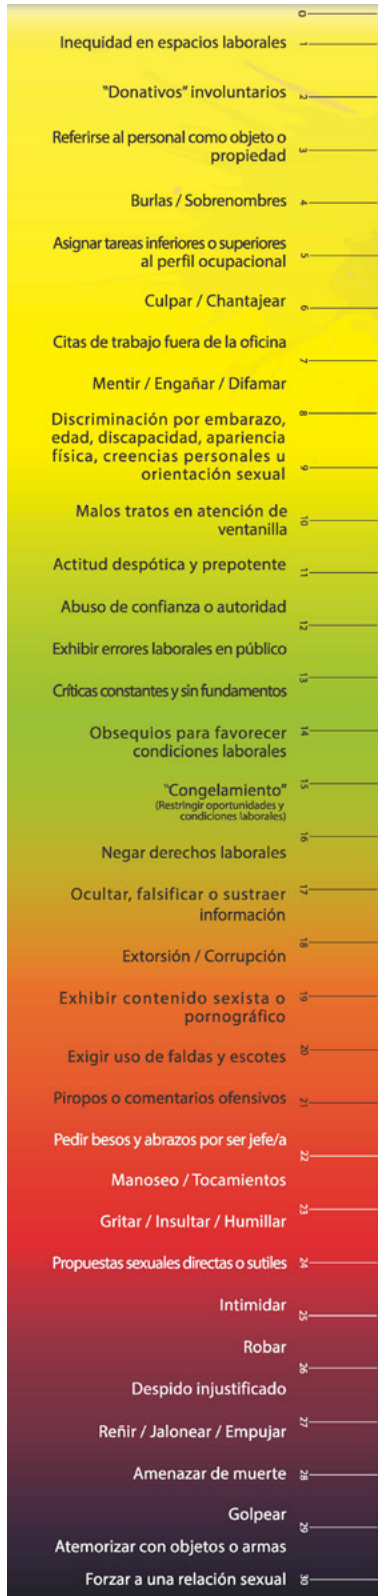 0
Inequidad en espacios laborales
1
"Donativos" involuntarios
2
Referirse al personal como objeto o
propiedad
3
Burlas / Sobrenombres
4
Asignar tareas inferiores o superiores
al perfil ocupacional
5
Culpar / Chantajear
6
Citas de trabajo fuera de la oficina
7
Mentir / Engañar / Difamar
8
Discriminación por embarazo,
edad, discapacidad, apariencia
física, creencias personales u
orientación sexual
9
Malos tratos en atención de
ventanilla
10
Actitud despótica y prepotente
11
Abuso de confianza o autoridad
12
Exhibir errores laborales en público
13
Críticas constantes y sin fundamentos
14
Obsequios para favorecer
condiciones laborales
15
"Congelamiento"
(Restringir oportunidades y
condiciones laborales)
16
Negar derechos laborales
17
Ocultar, falsificar o sustraer
información
18
Extorsión / Corrupción
19
Exhibir contenido sexista o
pornográfico
20
Exigir uso de faldas y escotes
21
Piropos o comentarios ofensivos
Pedir besos y abrazos por ser jefe/a
22
Manoseo / Tocamientos
23
Gritar / Insultar / Humillar
24
Propuestas sexuales directas o sutiles
Intimidar
25
Robar
26
Despido injustificado
27
Reñir / Jalonear / Empujar
28
Amenazar de muerte
Golpear
29
Atemorizar con objetos o armas
30
Forzar a una relación sexual